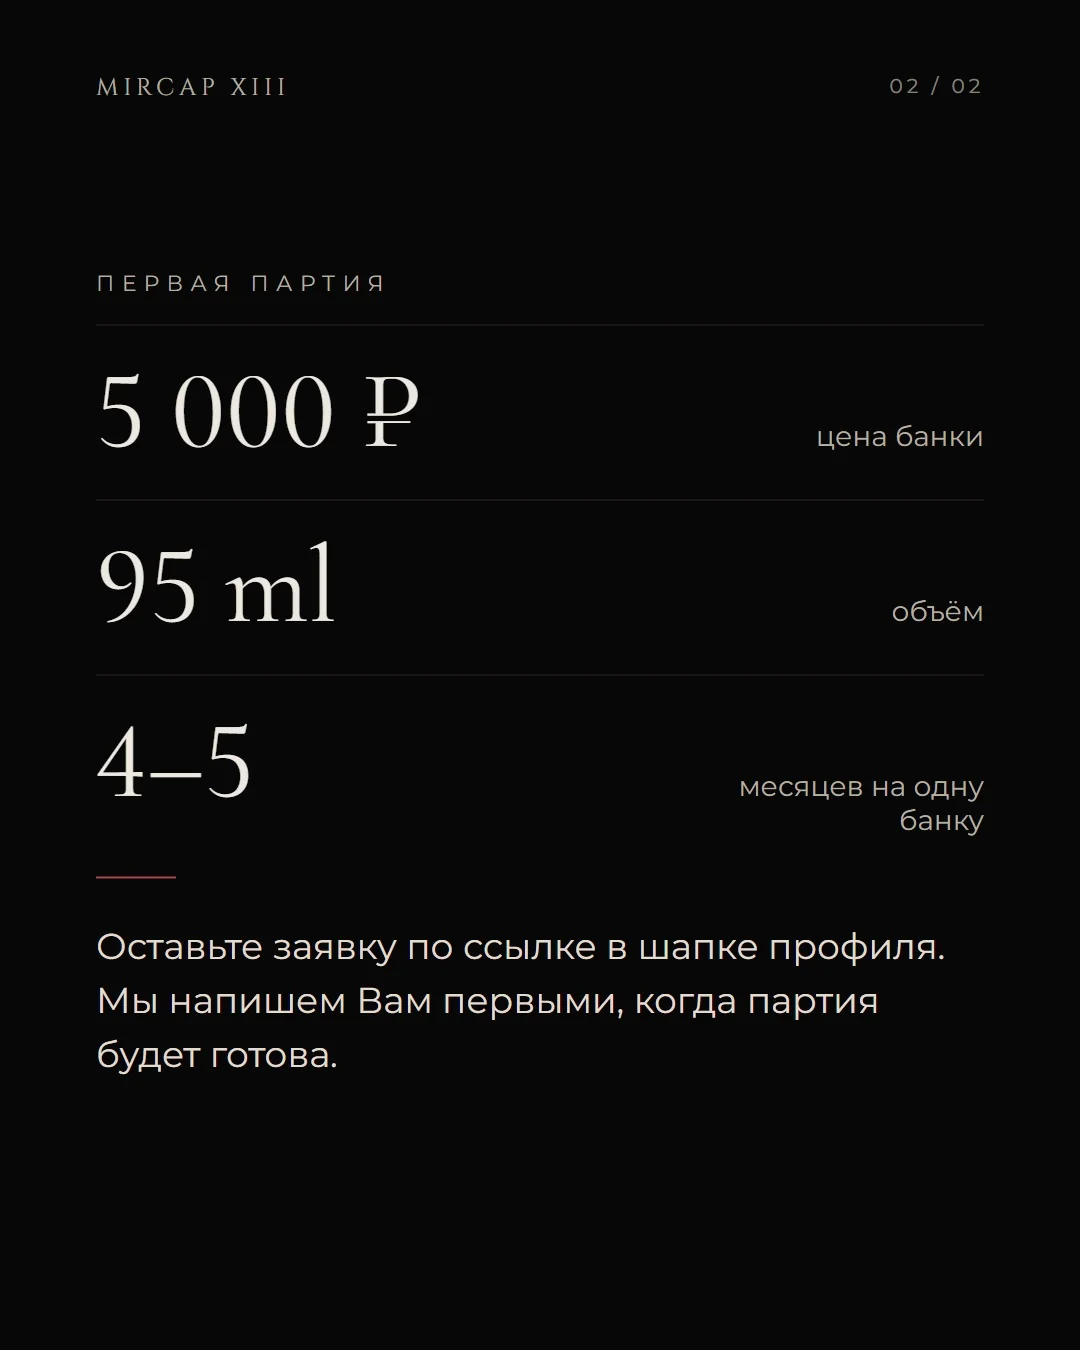 MIRCAP XIII
02 / 02
ПЕРВАЯ ПАРТИЯ
5 000 ₽
цена банки
95 ml
объём
4–5
месяцев на одну
банку
Оставьте заявку по ссылке в шапке профиля.
Мы напишем Вам первыми, когда партия
будет готова.